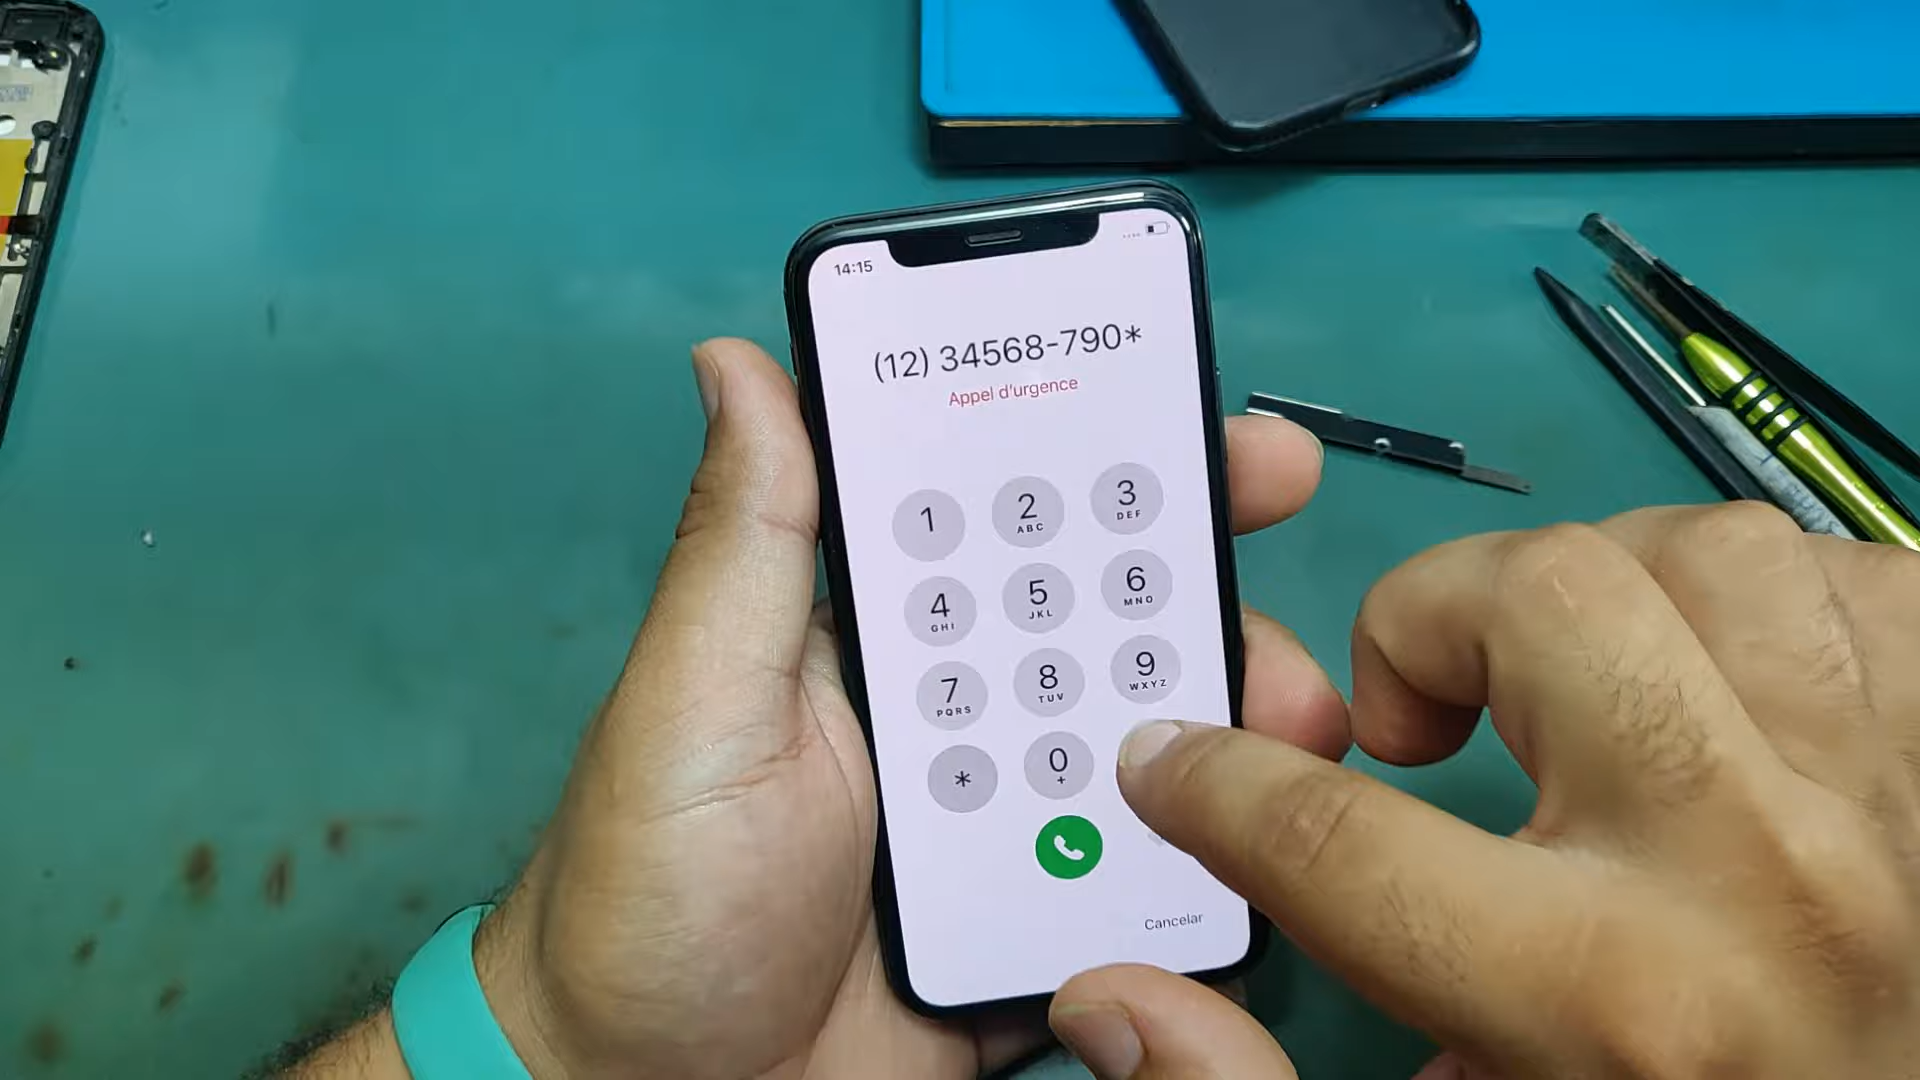 14:15
(12) 34568-790*
Appel d'urgence
1
2
ABC
3
DEF
4
GHI
5
JKL
6
MNO
7
PQRS
8
TUV
9
WXYZ
*
0
+
Cancelar